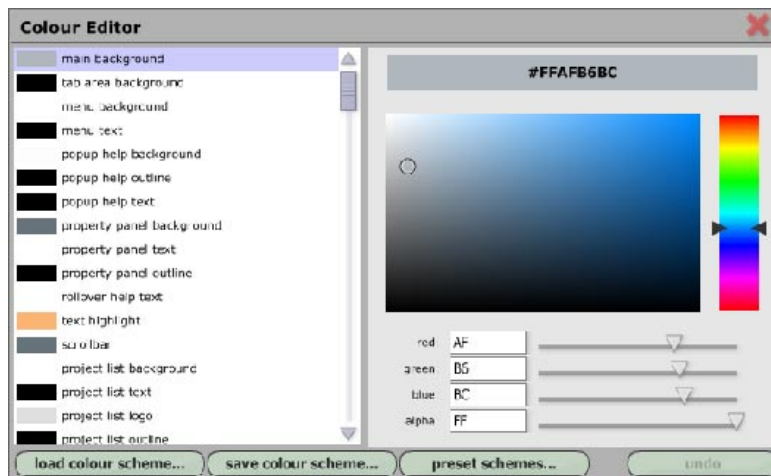 Colour Editor
main background
tab area background
menu background
menu text
popup help background
popup help outline
popup help text
property panel background
property panel text
property panel outline
rollover help text
text highlight
scrollbar
project list background
project list text
project list logo
project list outline
#FFAFB6BC
red AF
green B6
blue BC
alpha FF
load colour scheme...
save colour scheme...
preset schemes...
undo